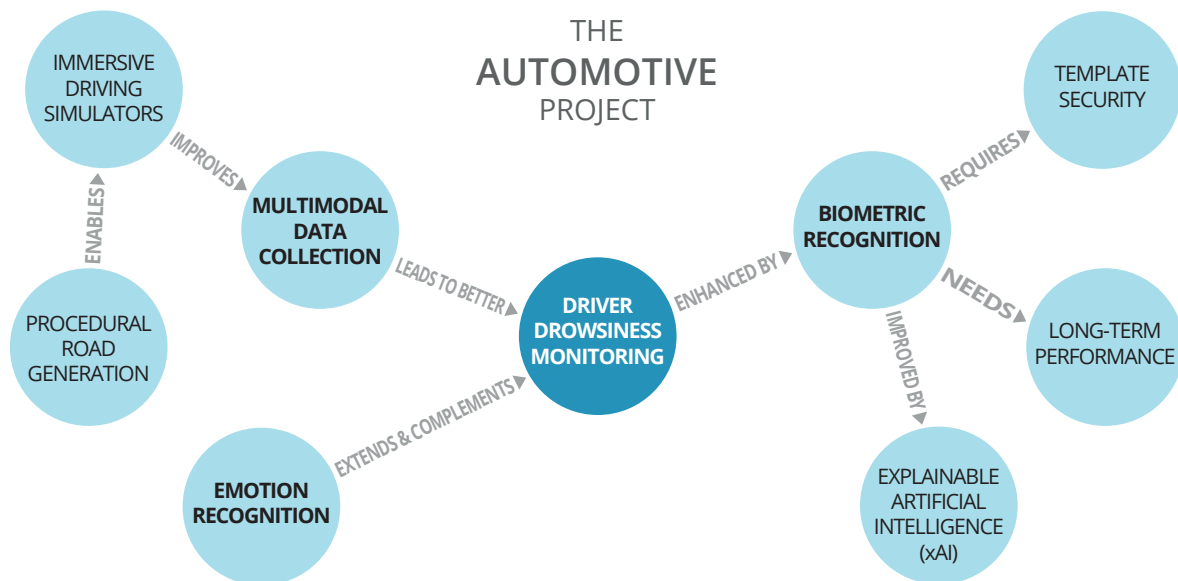 THE
AUTOMOTIVE
PROJECT
IMMERSIVE
DRIVING
SIMULATORS
IMPROVES
ENABLES
PROCEDURAL
ROAD
GENERATION
MULTIMODAL
DATA
COLLECTION
LEADS TO BETTER
EMOTION
RECOGNITION
EXTENDS & COMPLEMENTS
DRIVER
DROWSINESS
MONITORING
ENHANCED BY
BIOMETRIC
RECOGNITION
REQUIRES
TEMPLATE
SECURITY
NEEDS
LONG-TERM
PERFORMANCE
IMPROVED BY
EXPLAINABLE
ARTIFICIAL
INTELLIGENCE
(xAI)